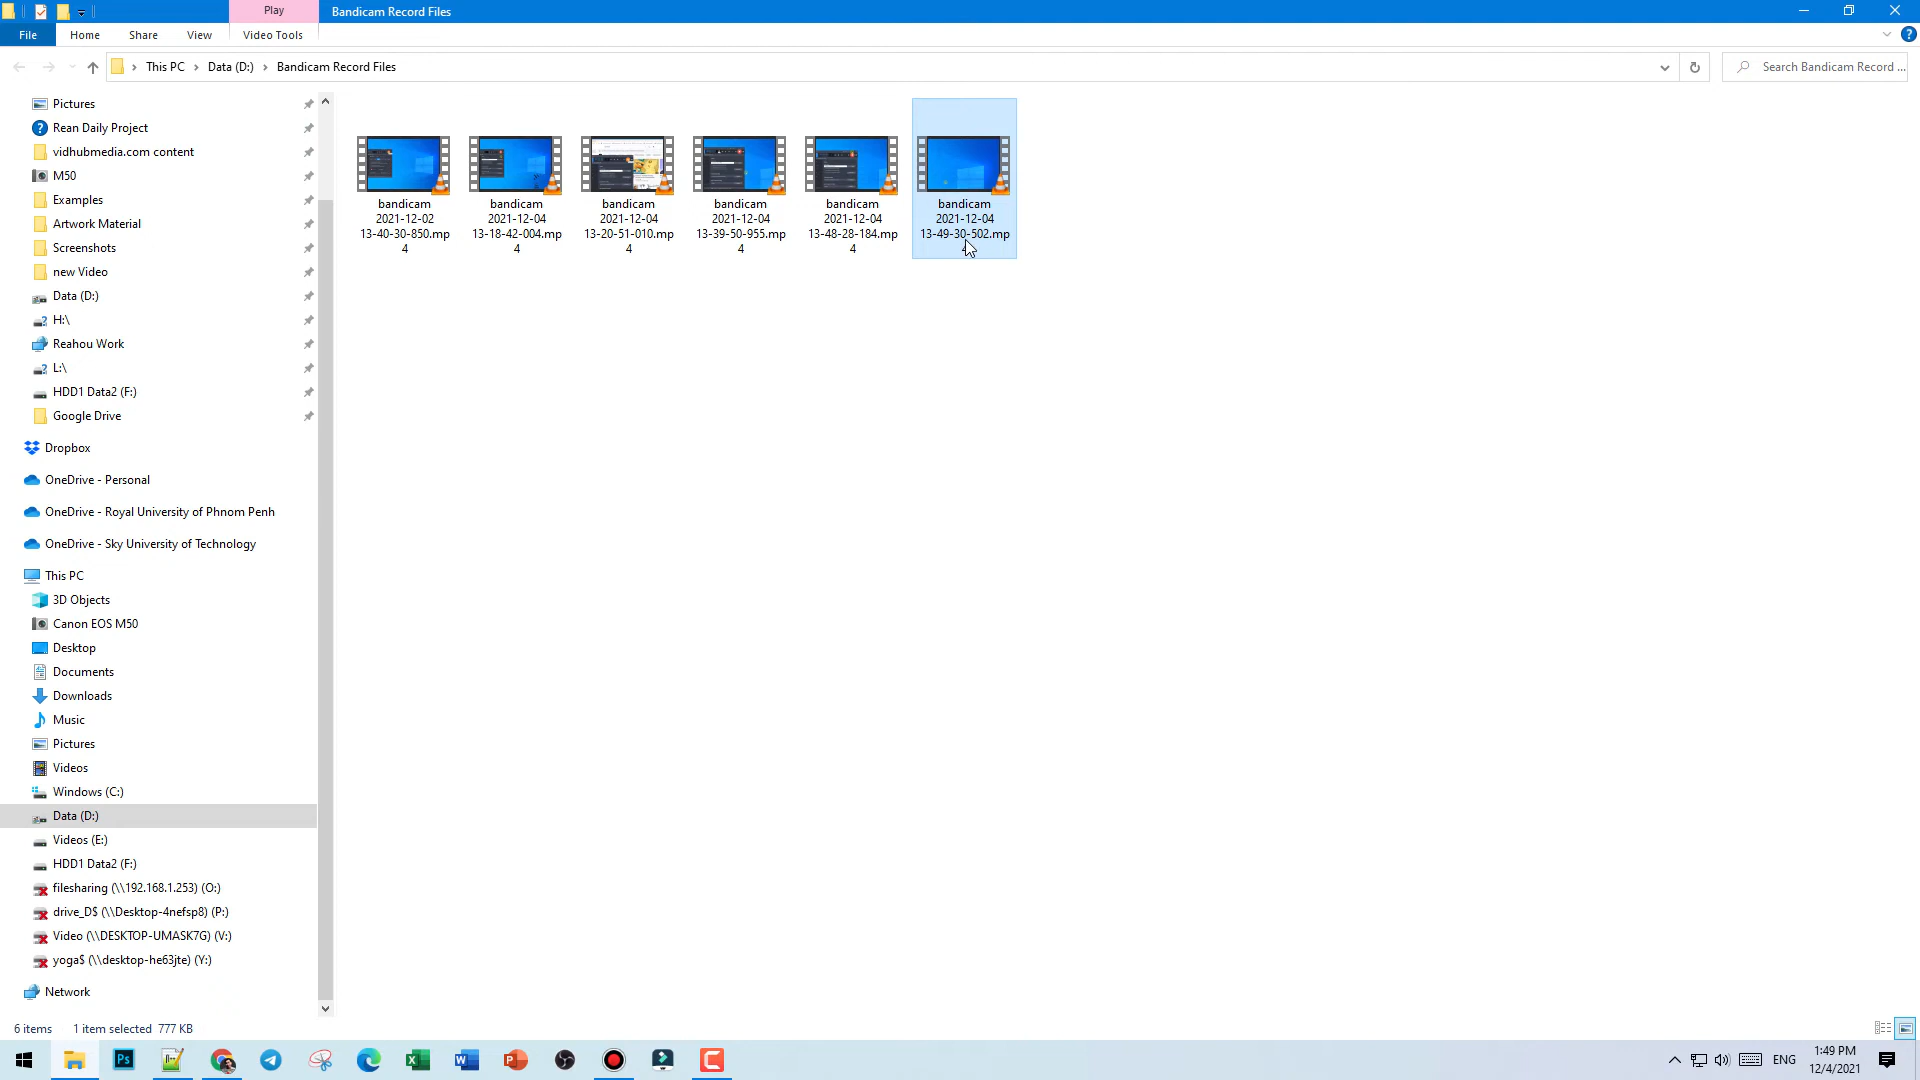 Play
Bandicam Record Files
File
Home
Share
View
Video Tools
This PC
Data (D:)
Bandicam Record Files
Search Bandicam Record ...
Pictures
Rean Daily Project
vidhubmedia.com content
M50
Examples
Artwork Material
Screenshots
new Video
Data (D:)
H:\
Reahou Work
L:\
HDD1 Data2 (F:)
Google Drive
Dropbox
OneDrive - Personal
OneDrive - Royal University of Phnom Penh
OneDrive - Sky University of Technology
This PC
3D Objects
Canon EOS M50
Desktop
Documents
Downloads
Music
Pictures
Videos
Windows (C:)
Data (D:)
Videos (E:)
HDD1 Data2 (F:)
filesharing (\\192.168.1.253) (O:)
drive_D$ (\\Desktop-4nefsp8) (P:)
Video (\\DESKTOP-UMASK7G) (V:)
yoga$ (\\desktop-he63jte) (Y:)
Network
bandicam
2021-12-02
13-40-30-850.mp
4
bandicam
2021-12-04
13-18-42-004.mp
4
bandicam
2021-12-04
13-20-51-010.mp
4
bandicam
2021-12-04
13-39-50-955.mp
4
bandicam
2021-12-04
13-48-28-184.mp
4
bandicam
2021-12-04
13-49-30-502.mp
4
6 items
1 item selected 777 KB
Ps
ENG
1:49 PM
12/4/2021